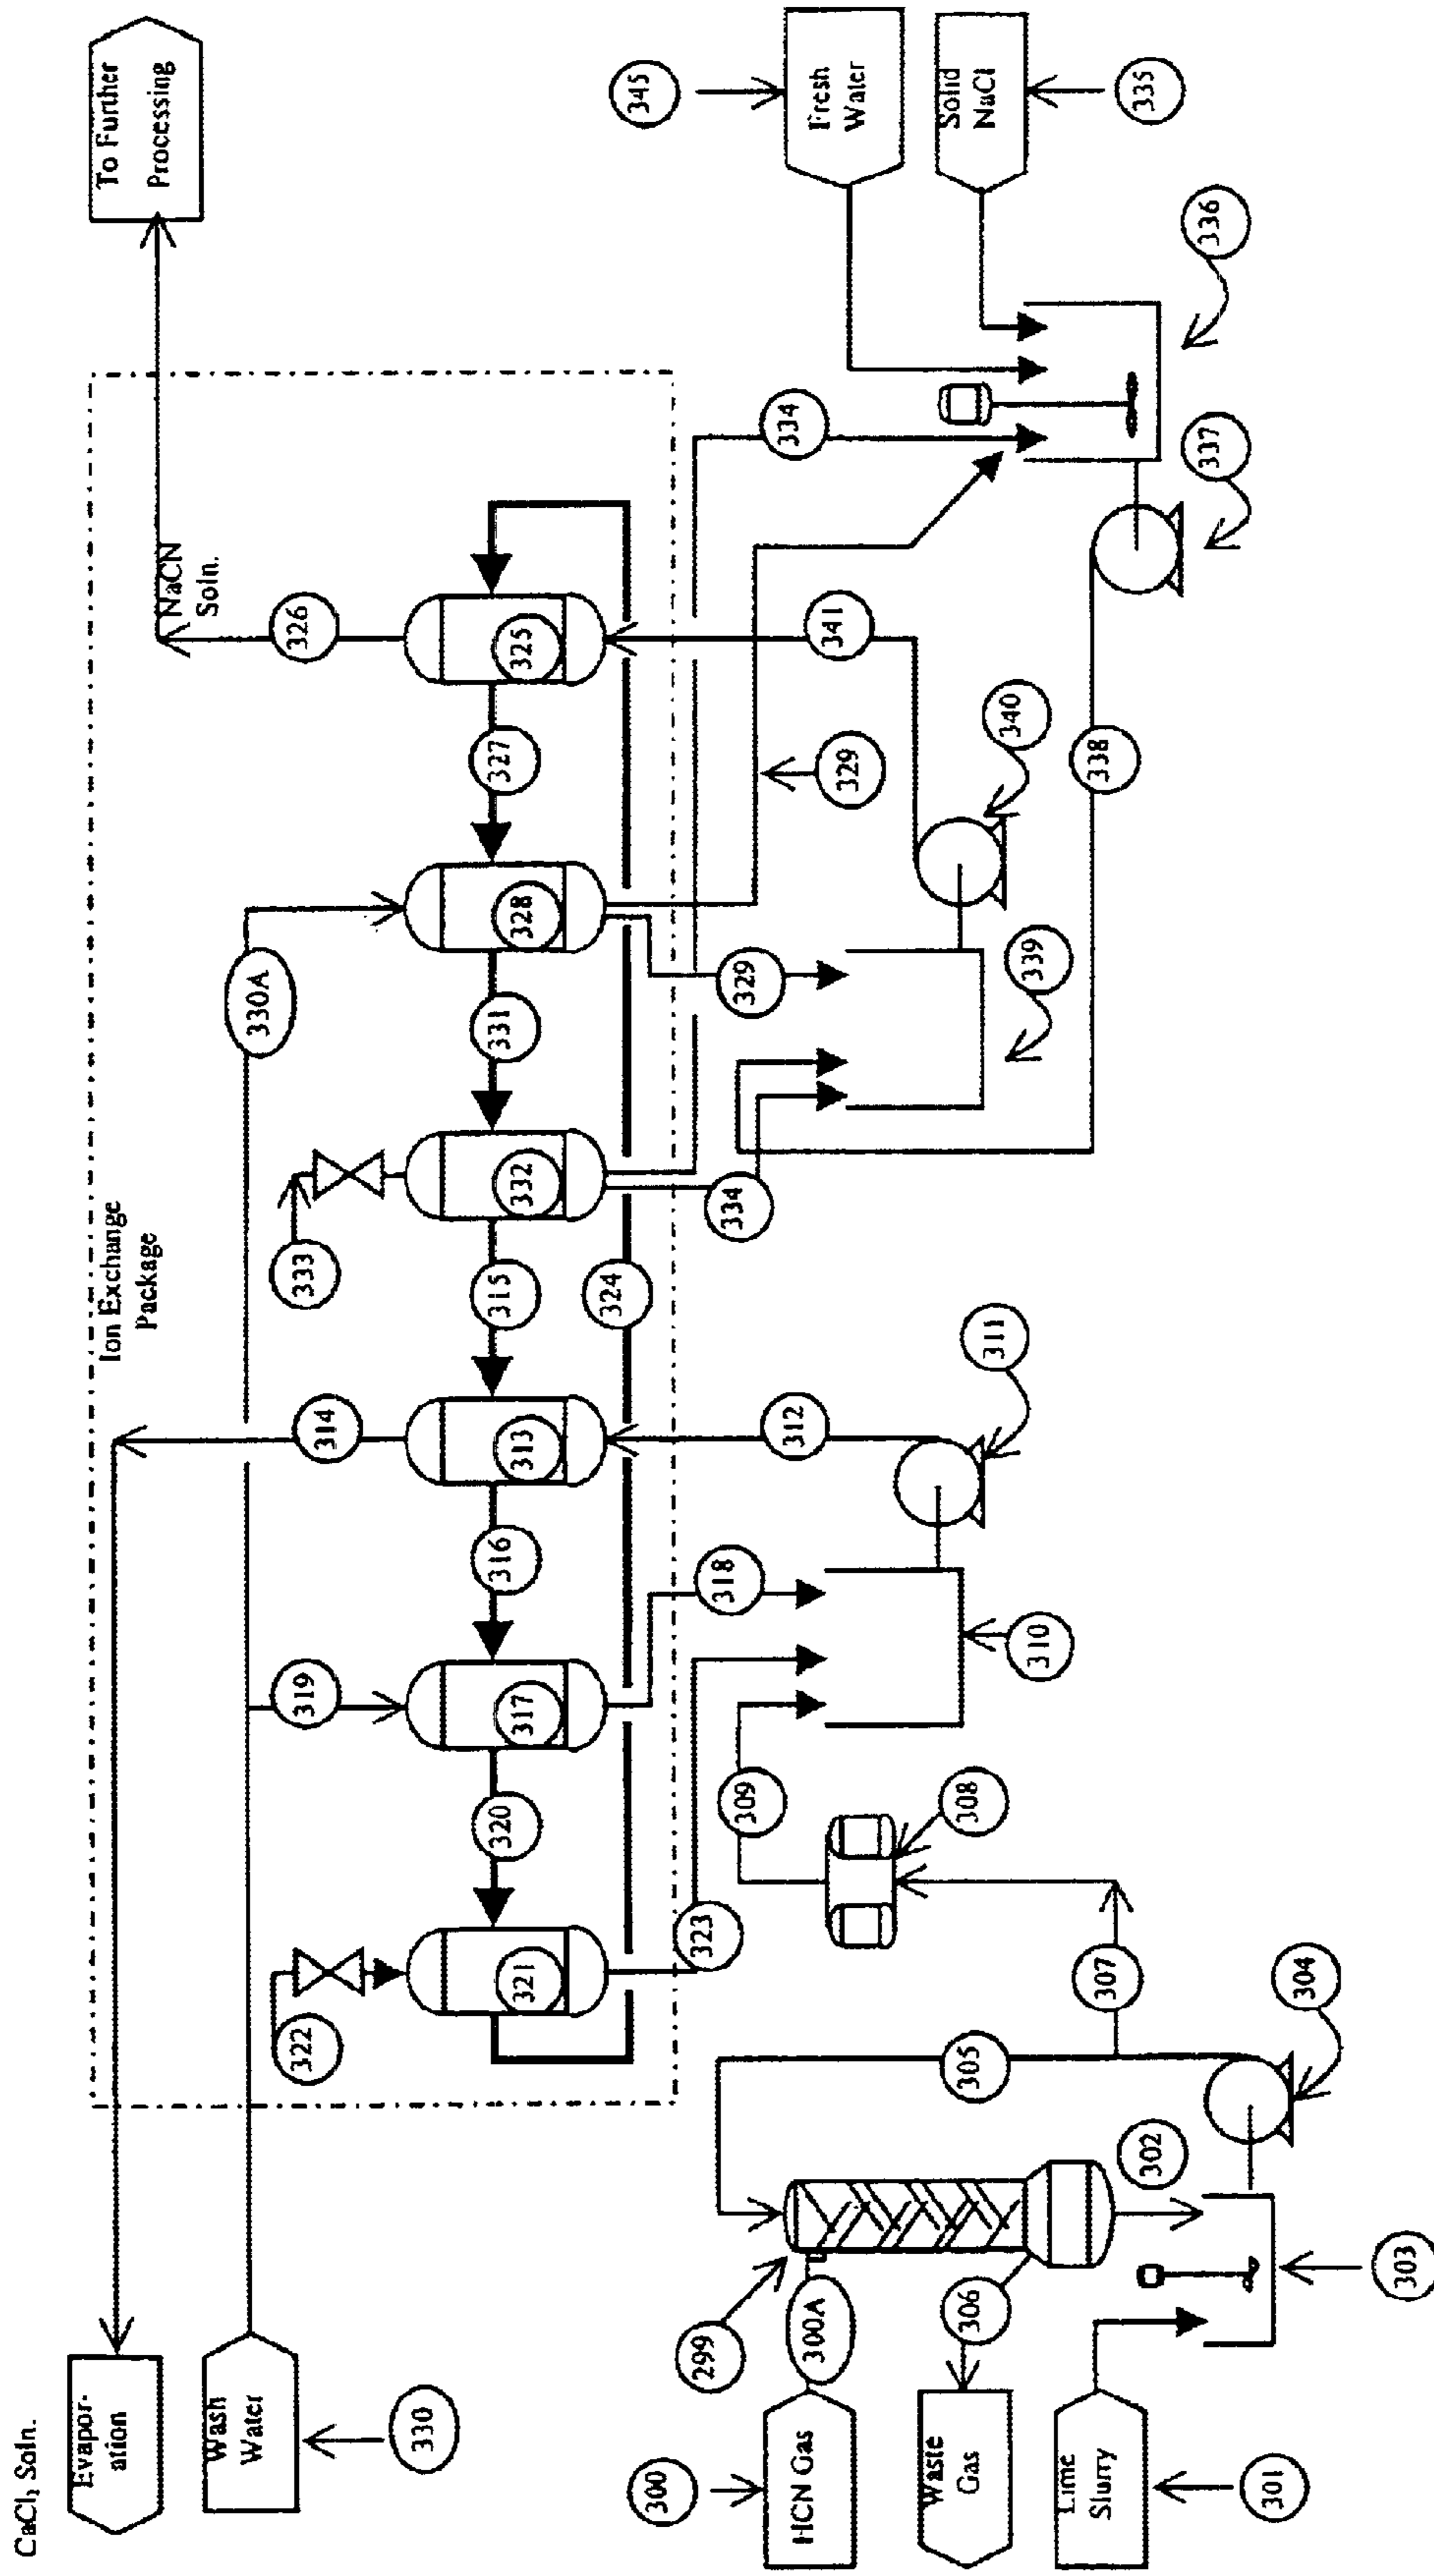 CaCl₂ Soln.
Evapor-
ation
Wash
Water
330
Ion Exchange
Package
To Further
Processing
NaCN
Soln.
322
319
314
333
330A
326
321
320
317
316
313
315
332
331
328
327
325
324
323
318
312
334
329
329
341
334
345
Fresh
Water
Solid
NaCl
335
300
HCN Gas
300A
299
306
Waste
Gas
Lime
Slurry
301
302
303
304
305
307
308
309
310
311
339
340
338
337
336